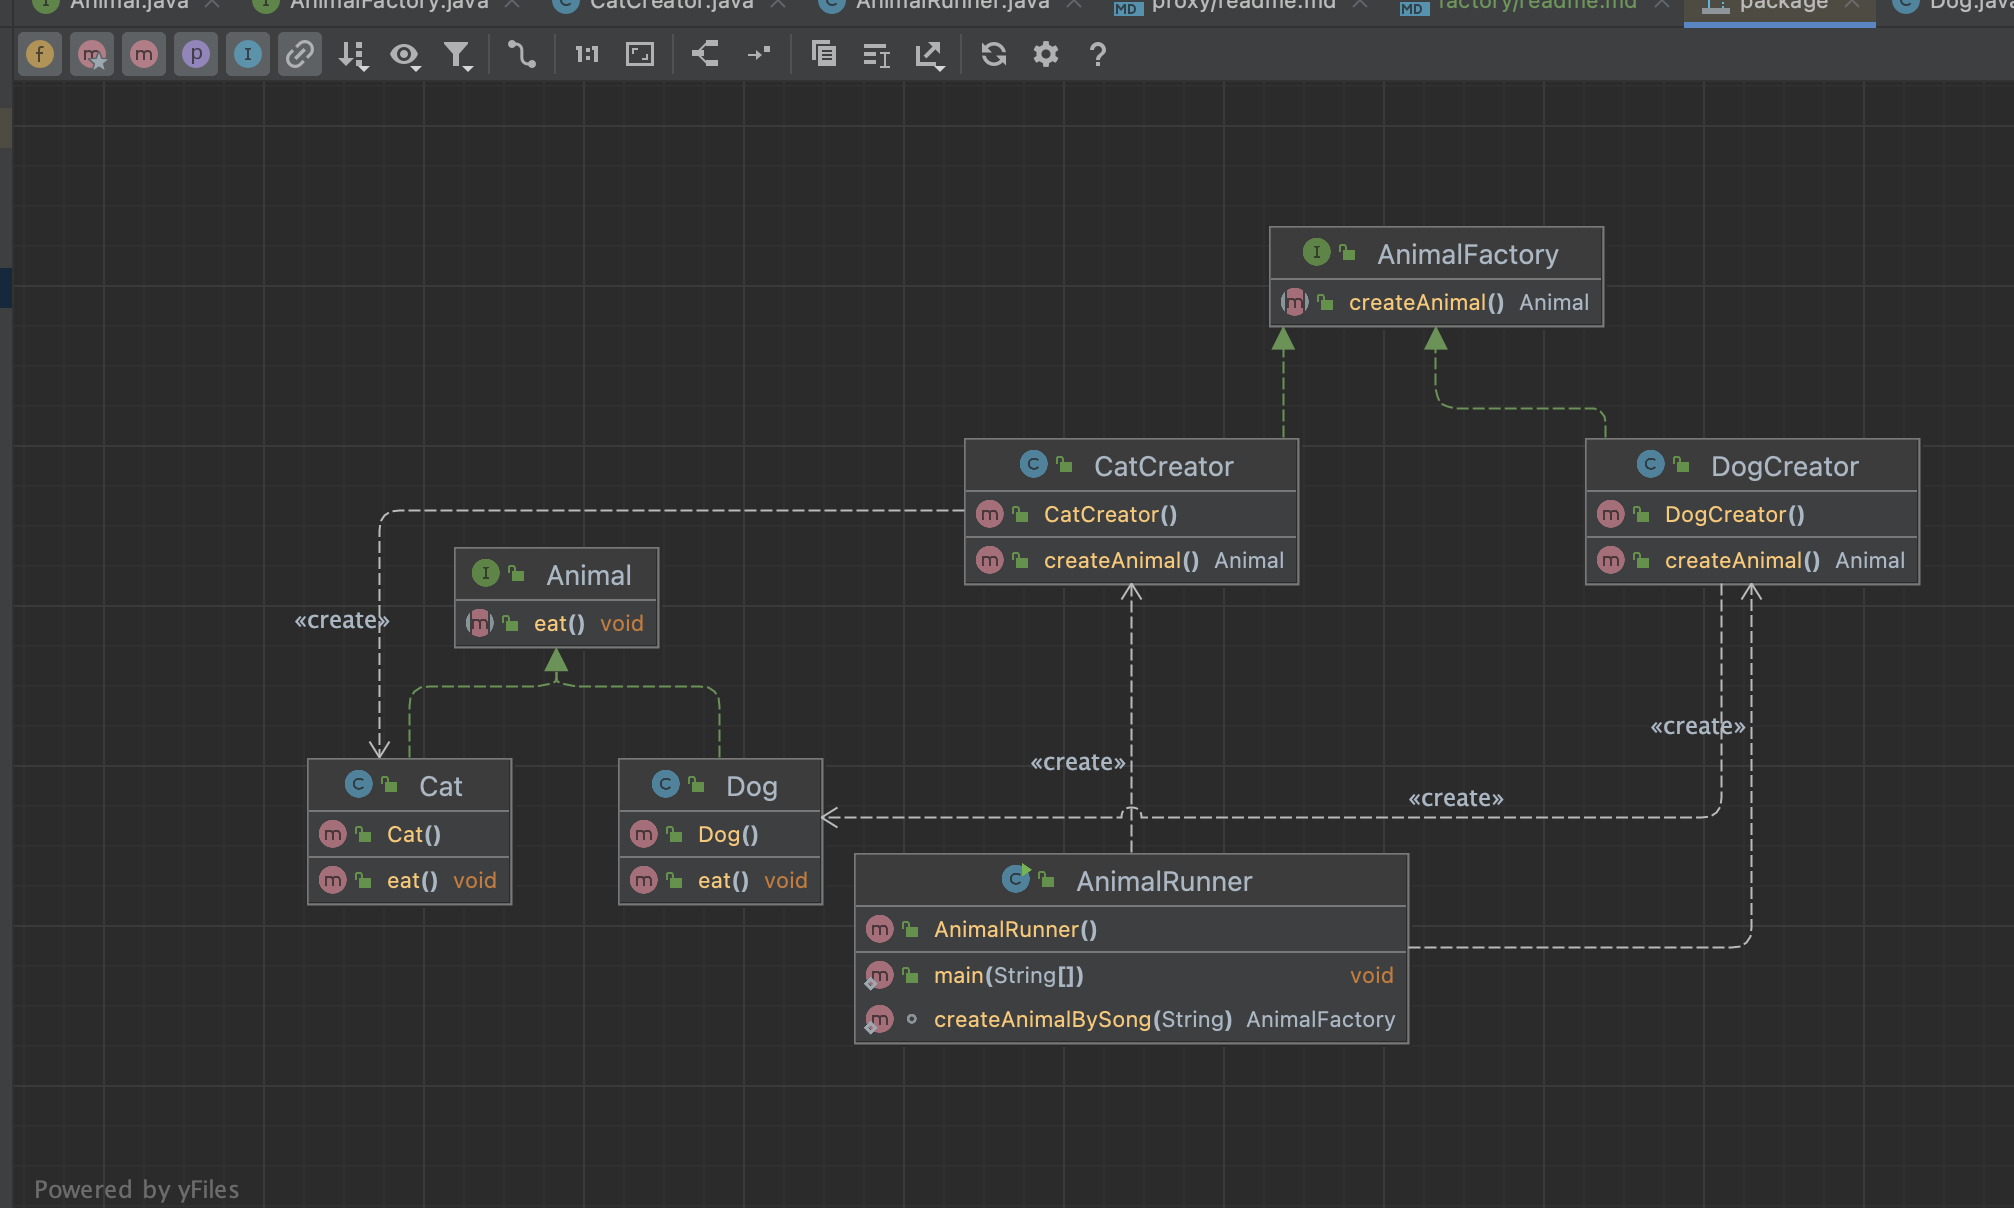 Animal.java AnimalFactory.java CatCreator.java AnimalRunner.java MD proxy/readme.md MD factory/readme.md package Dog.java
f m m p I 1:1 ?
I AnimalFactory
m createAnimal() Animal
C CatCreator
m CatCreator()
m createAnimal() Animal
C DogCreator
m DogCreator()
m createAnimal() Animal
«create»
I Animal
m eat() void
«create»
«create»
«create»
C Cat
m Cat()
m eat() void
C Dog
m Dog()
m eat() void
C AnimalRunner
m AnimalRunner()
m main(String[]) void
m createAnimalBySong(String) AnimalFactory
Powered by yFiles